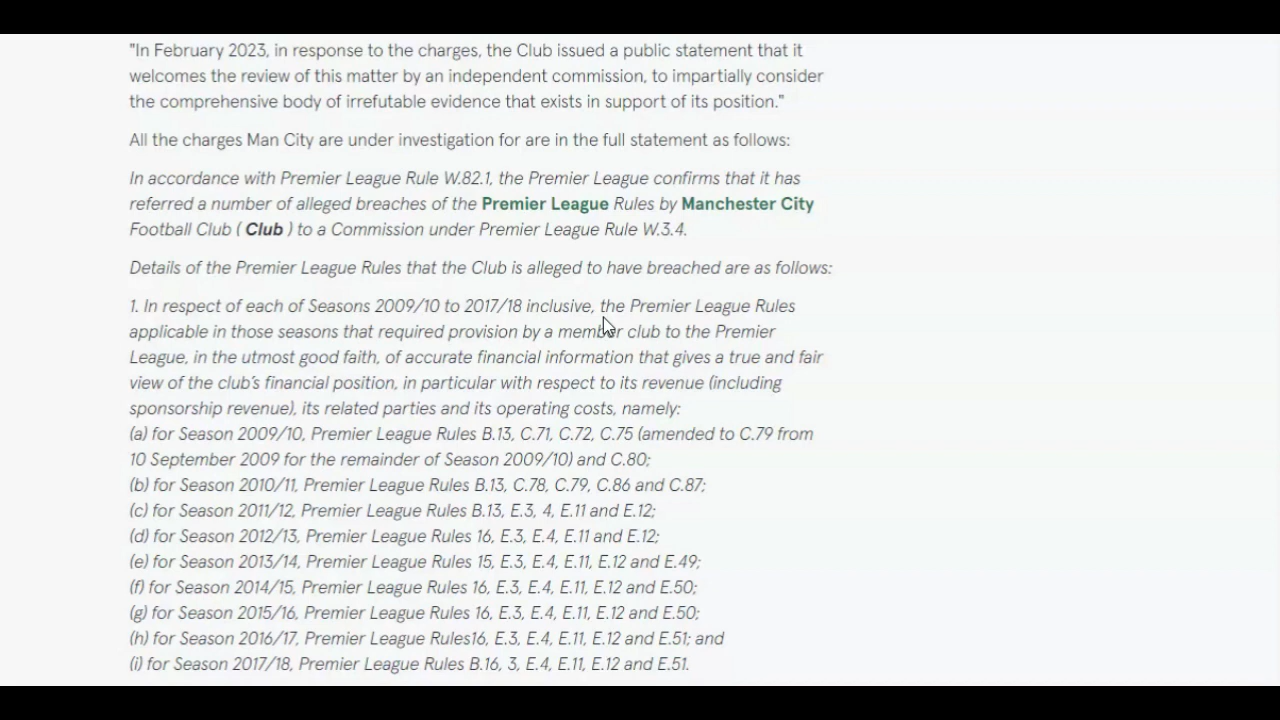 "In February 2023, in response to the charges, the Club issued a public statement that it
welcomes the review of this matter by an independent commission, to impartially consider
the comprehensive body of irrefutable evidence that exists in support of its position."
All the charges Man City are under investigation for are in the full statement as follows:
In accordance with Premier League Rule W.82.1, the Premier League confirms that it has
referred a number of alleged breaches of the Premier League Rules by Manchester City
Football Club ( Club ) to a Commission under Premier League Rule W.3.4.
Details of the Premier League Rules that the Club is alleged to have breached are as follows:
1. In respect of each of Seasons 2009/10 to 2017/18 inclusive, the Premier League Rules
applicable in those seasons that required provision by a member club to the Premier
League, in the utmost good faith, of accurate financial information that gives a true and fair
view of the club's financial position, in particular with respect to its revenue (including
sponsorship revenue), its related parties and its operating costs, namely:
(a) for Season 2009/10, Premier League Rules B.13, C.71, C.72, C.75 (amended to C.79 from
10 September 2009 for the remainder of Season 2009/10) and C.80;
(b) for Season 2010/11, Premier League Rules B.13, C.78, C.79, C.86 and C.87;
(c) for Season 2011/12, Premier League Rules B.13, E.3, 4, E.11 and E.12;
(d) for Season 2012/13, Premier League Rules 16, E.3, E.4, E.11 and E.12;
(e) for Season 2013/14, Premier League Rules 15, E.3, E.4, E.11, E.12 and E.49;
(f) for Season 2014/15, Premier League Rules 16, E.3, E.4, E.11, E.12 and E.50;
(g) for Season 2015/16, Premier League Rules 16, E.3, E.4, E.11, E.12 and E.50;
(h) for Season 2016/17, Premier League Rules16, E.3, E.4, E.11, E.12 and E.51; and
(i) for Season 2017/18, Premier League Rules B.16, 3, E.4, E.11, E.12 and E.51.